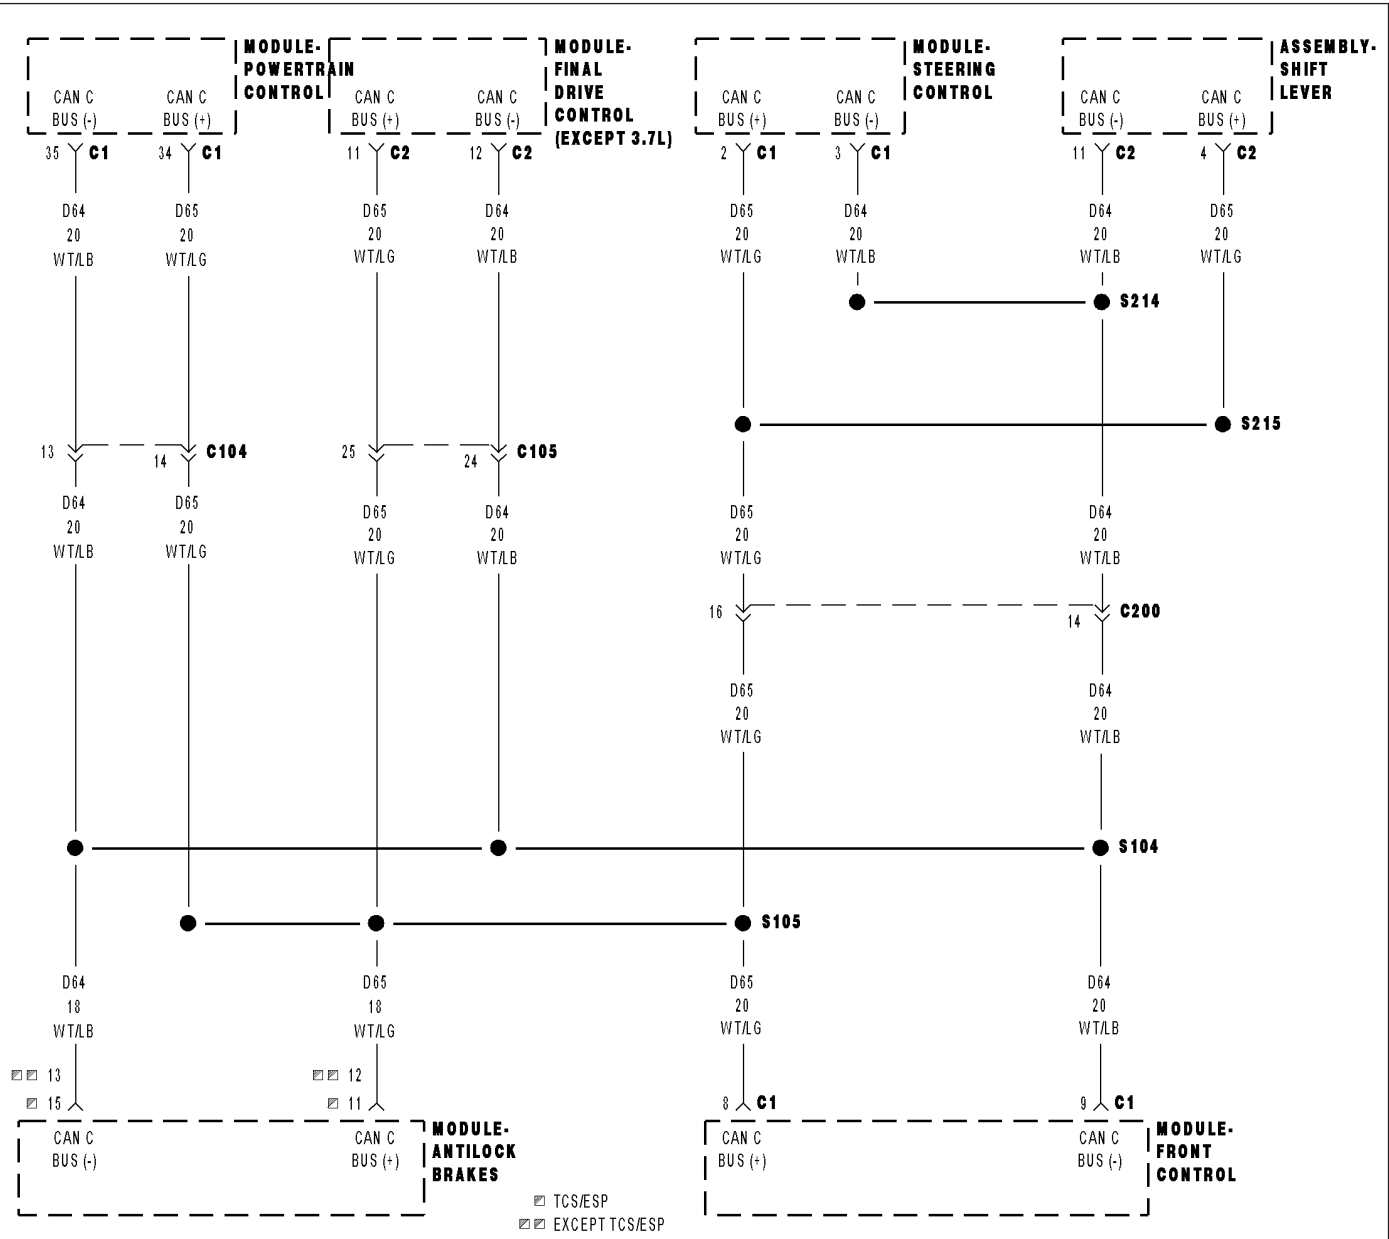 MODULE-
POWERTRAIN
CONTROL
MODULE-
FINAL
DRIVE
CONTROL
(EXCEPT 3.7L)
MODULE-
STEERING
CONTROL
ASSEMBLY-
SHIFT
LEVER
CAN C
BUS (-)
CAN C
BUS (+)
CAN C
BUS (+)
CAN C
BUS (-)
CAN C
BUS (+)
CAN C
BUS (-)
CAN C
BUS (-)
CAN C
BUS (+)
35 C1
34 C1
11 C2
12 C2
2 C1
3 C1
11 C2
4 C2
D64
20
WT/LB
D65
20
WT/LG
D65
20
WT/LG
D64
20
WT/LB
D65
20
WT/LG
D64
20
WT/LB
D64
20
WT/LB
D65
20
WT/LG
S214
S215
13
14
C104
25
24
C105
D64
20
WT/LB
D65
20
WT/LG
D65
20
WT/LG
D64
20
WT/LB
D65
20
WT/LG
D64
20
WT/LB
16
14
C200
D65
20
WT/LG
D64
20
WT/LB
S104
S105
D64
18
WT/LB
D65
18
WT/LG
D65
20
WT/LG
D64
20
WT/LB
13
15
12
11
8 C1
9 C1
CAN C
BUS (-)
CAN C
BUS (+)
MODULE-
ANTILOCK
BRAKES
CAN C
BUS (+)
CAN C
BUS (-)
MODULE-
FRONT
CONTROL
TCS/ESP
EXCEPT TCS/ESP